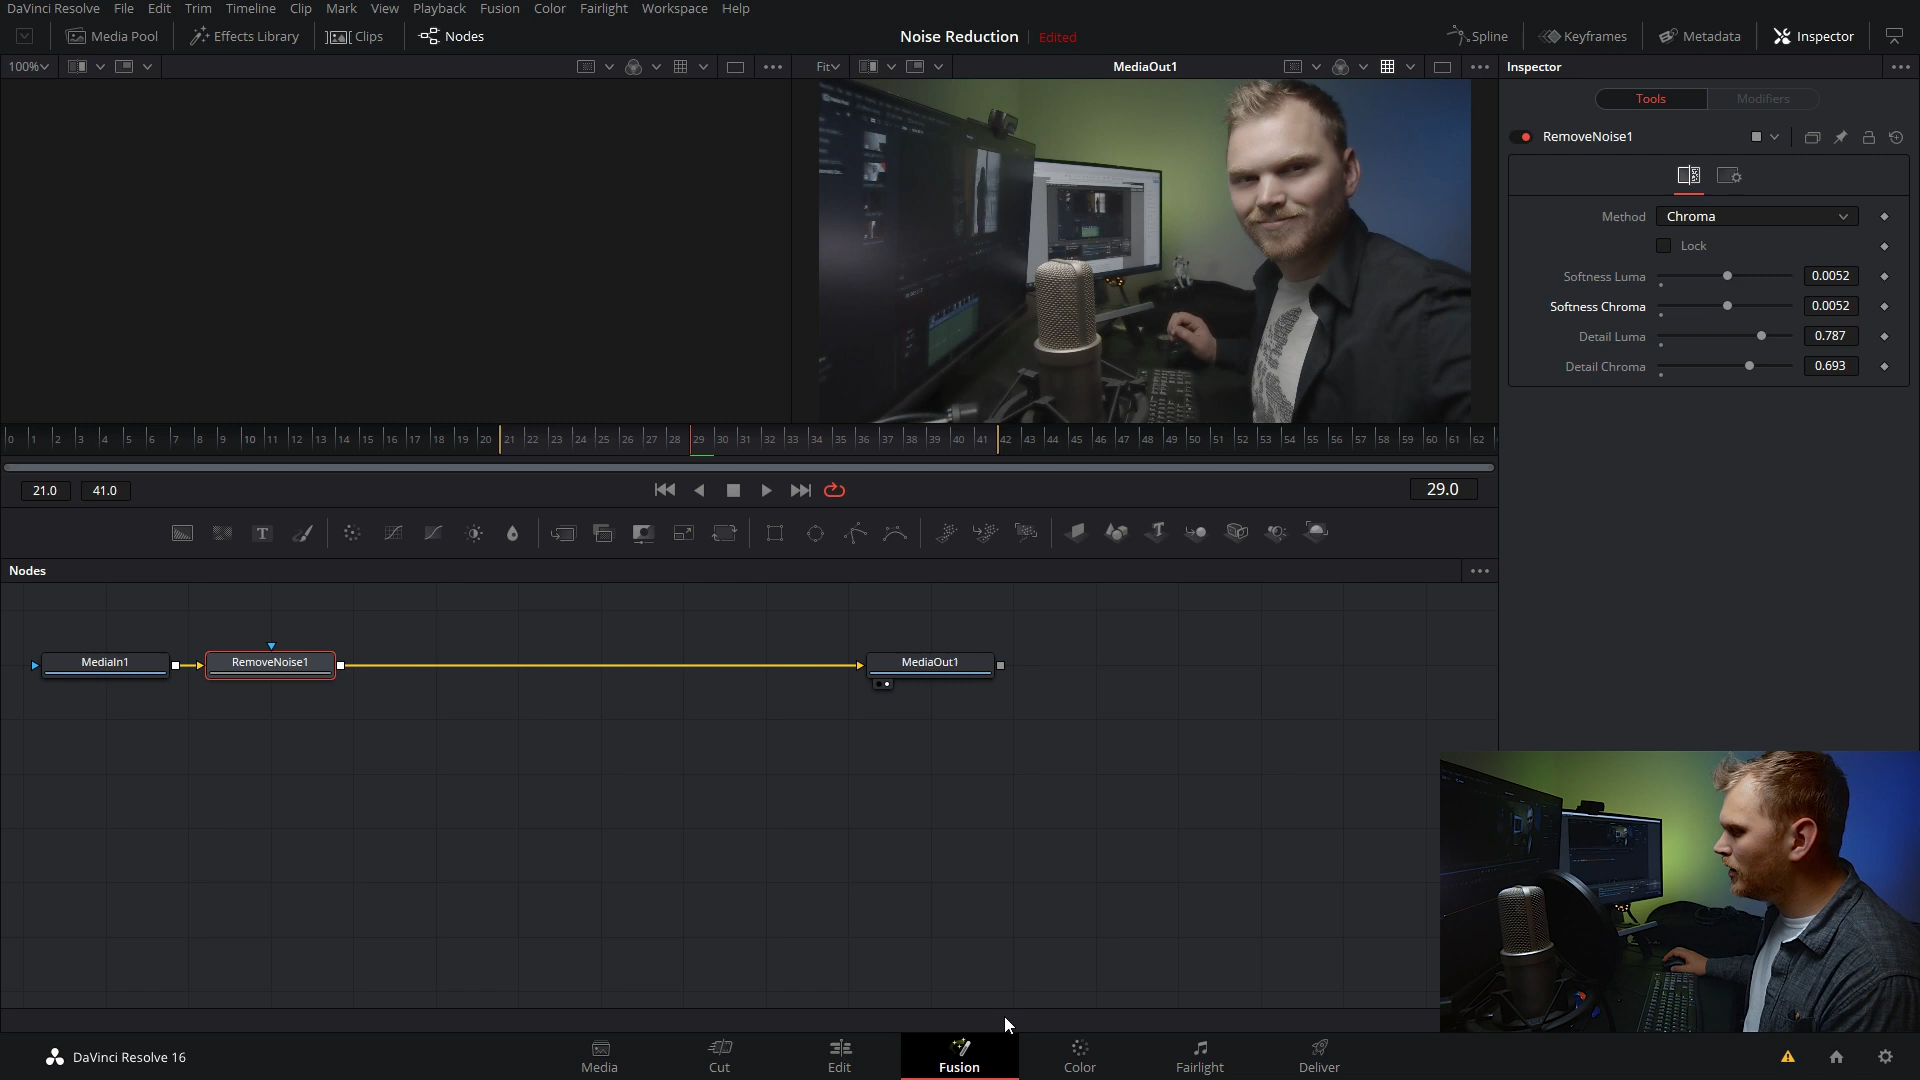 DaVinci Resolve File Edit Trim Timeline Clip Mark View Playback Fusion Color Fairlight Workspace Help
Media Pool Effects Library Clips Nodes Noise Reduction Edited Spline Keyframes Metadata Inspector
100% Fit MediaOut1 Inspector
Tools Modifiers
RemoveNoise1
Method Chroma
Lock
Softness Luma 0.0052
Softness Chroma 0.0052
Detail Luma 0.787
Detail Chroma 0.693
0 1 2 3 4 5 6 7 8 9 10 11 12 13 14 15 16 17 18 19 20 21 22 23 24 25 26 27 28 29 30 31 32 33 34 35 36 37 38 39 40 41 42 43 44 45 46 47 48 49 50 51 52 53 54 55 56 57 58 59 60 61 62
21.0 41.0 29.0
T T
Nodes
MediaIn1 RemoveNoise1 MediaOut1
DaVinci Resolve 16 Media Cut Edit Fusion Color Fairlight Deliver